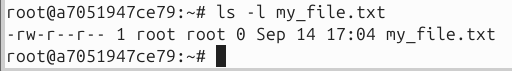 root@a7051947ce79:~# ls -l my_file.txt
-rw-r--r-- 1 root root 0 Sep 14 17:04 my_file.txt
root@a7051947ce79:~#